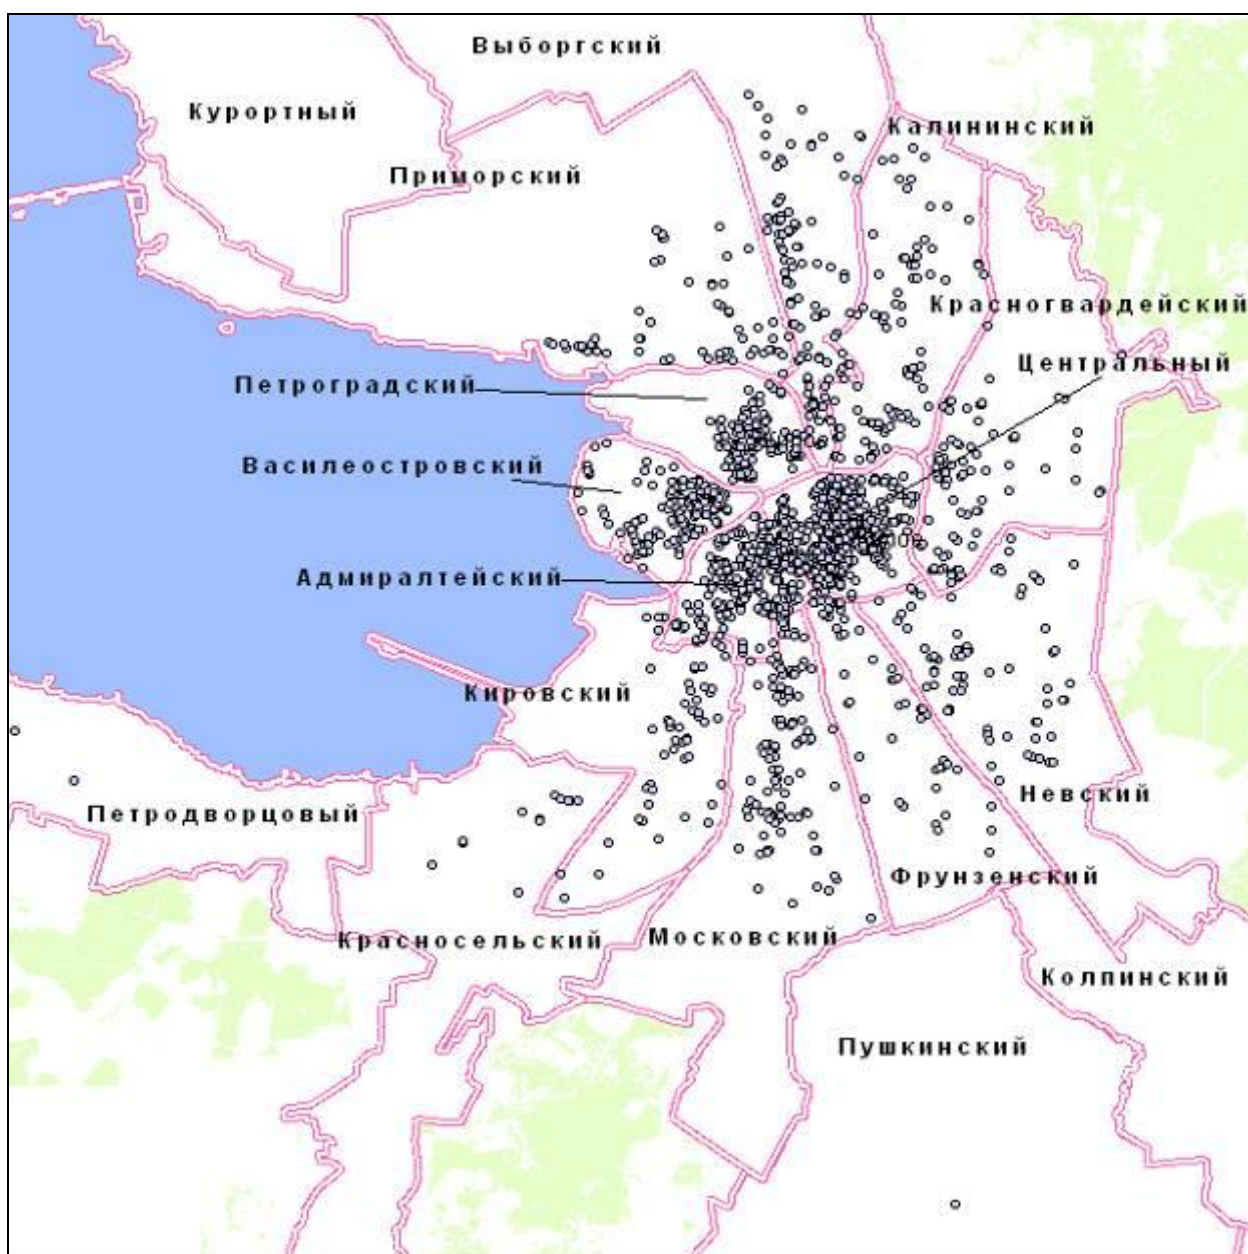 Выборгский
Курортный
Калининский
Приморский
Красногвардейский
Центральный
Петроградский
Василеостровский
Адмиралтейский
Кировский
Невский
Петродворцовый
Фрунзенский
Красносельский
Московский
Колпинский
Пушкинский